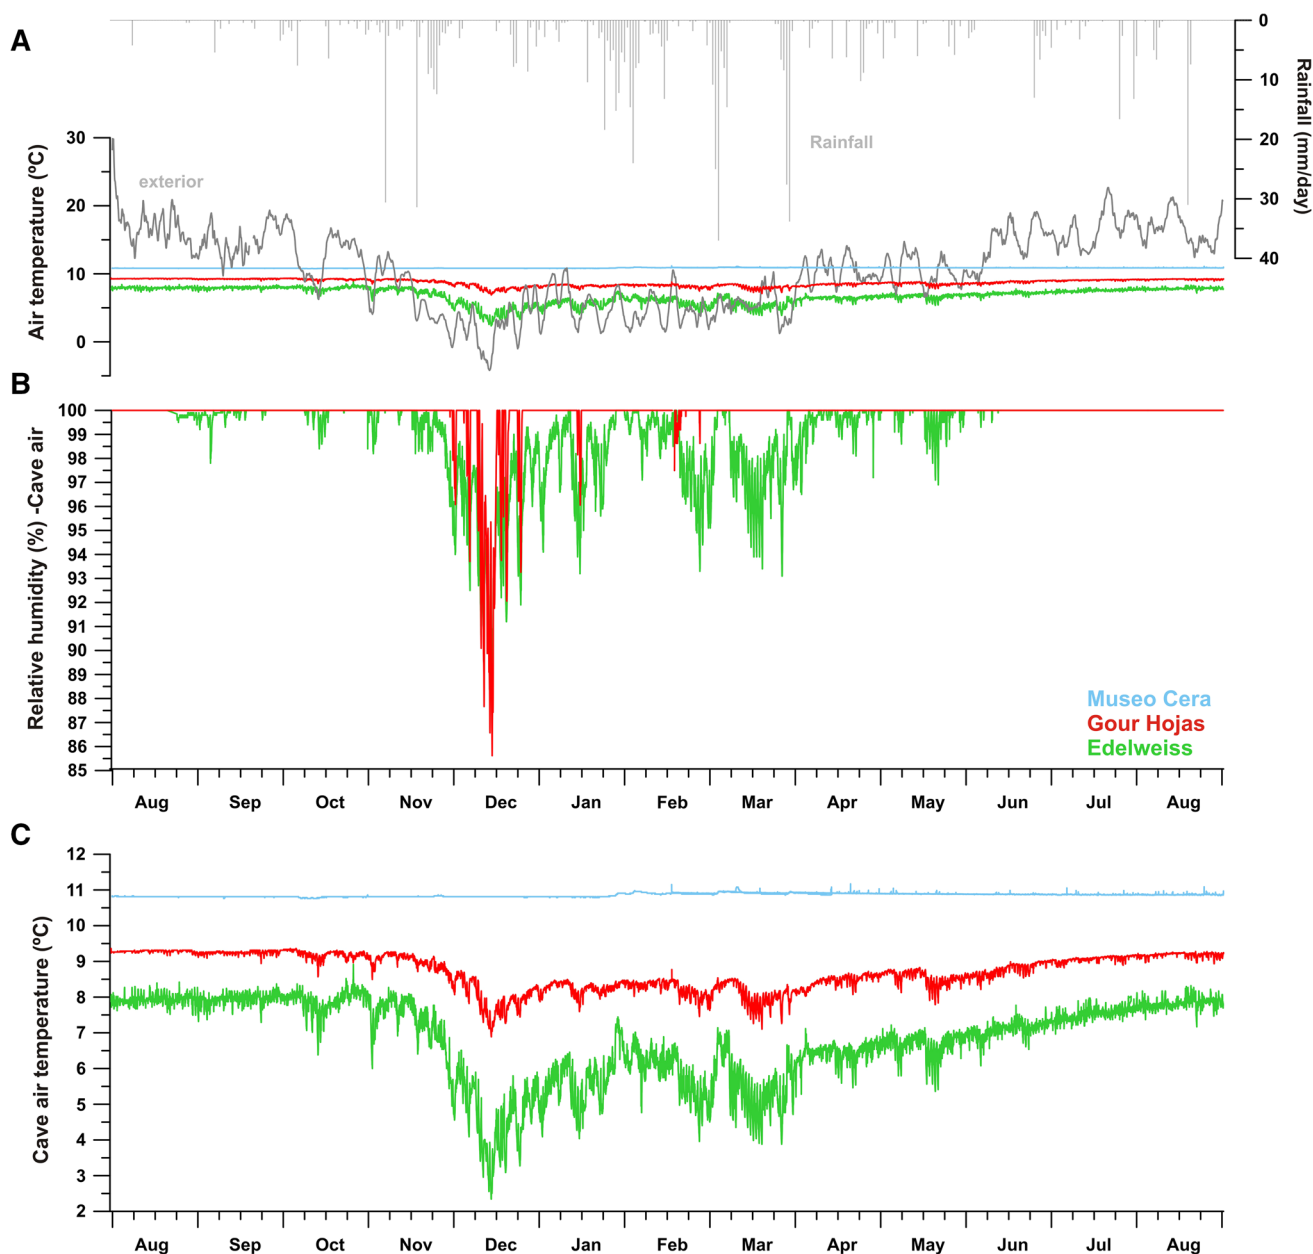 A
0
10
20
30
40
Rainfall (mm/day)
Rainfall
exterior
30
20
10
0
Air temperature (ºC)
B
100
99
98
97
96
95
94
93
92
91
90
89
88
87
86
85
Relative humidity (%) -Cave air
Museo Cera
Gour Hojas
Edelweiss
Aug Sep Oct Nov Dec Jan Feb Mar Apr May Jun Jul Aug
C
12
11
10
9
8
7
6
5
4
3
2
Cave air temperature (ºC)
Aug Sep Oct Nov Dec Jan Feb Mar Apr May Jun Jul Aug